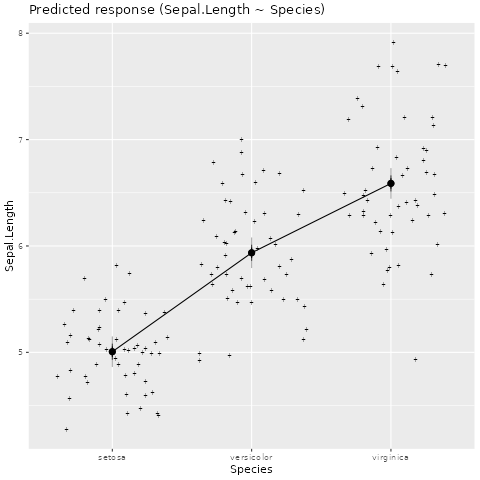 Predicted response (Sepal.Length ~ Species)
8
7
6
5
Sepal.Length
setosa
versicolor
virginica
Species